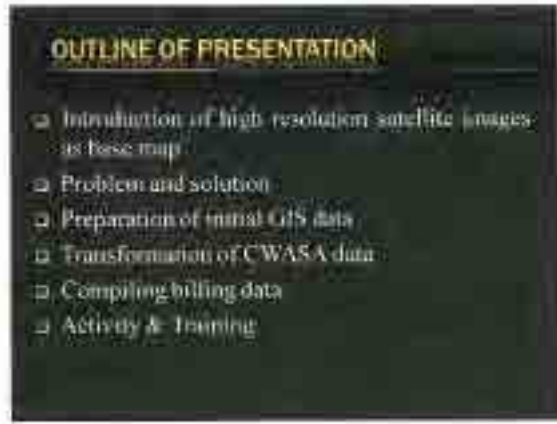 OUTLINE OF PRESENTATION
❑ Introduction of high resolution satellite images
as base map
❑ Problem and solution
❑ Preparation of initial GIS data
❑ Transformation of CWASA data
❑ Compiling billing data
❑ Activity & Training